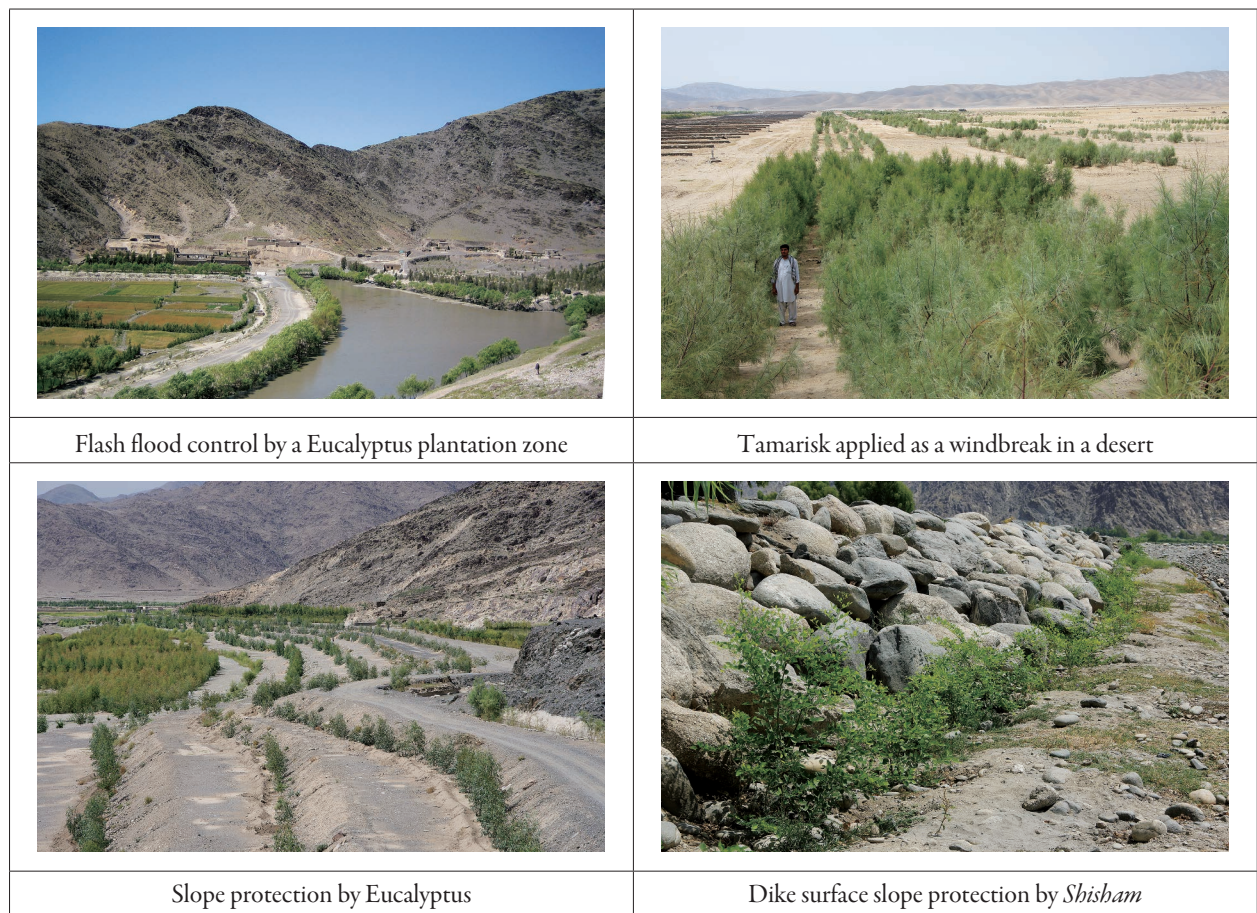 Flash flood control by a Eucalyptus plantation zone
Tamarisk applied as a windbreak in a desert
Slope protection by Eucalyptus
Dike surface slope protection by Shisham